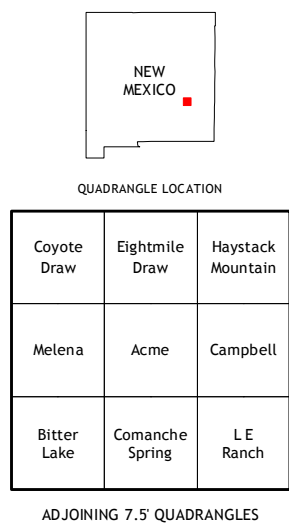 NEW
MEXICO
QUADRANGLE LOCATION
Coyote
Draw
Eightmile
Draw
Haystack
Mountain
Melena
Acme
Campbell
Bitter
Lake
Comanche
Spring
L E
Ranch
ADJOINING 7.5' QUADRANGLES